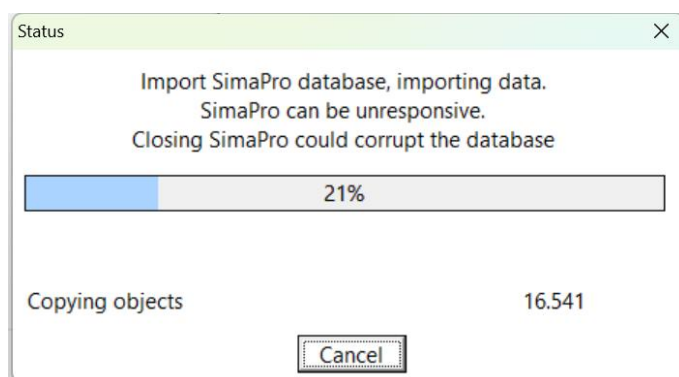 Status
Import SimaPro database, importing data.
SimaPro can be unresponsive.
Closing SimaPro could corrupt the database
21%
Copying objects 16.541
Cancel